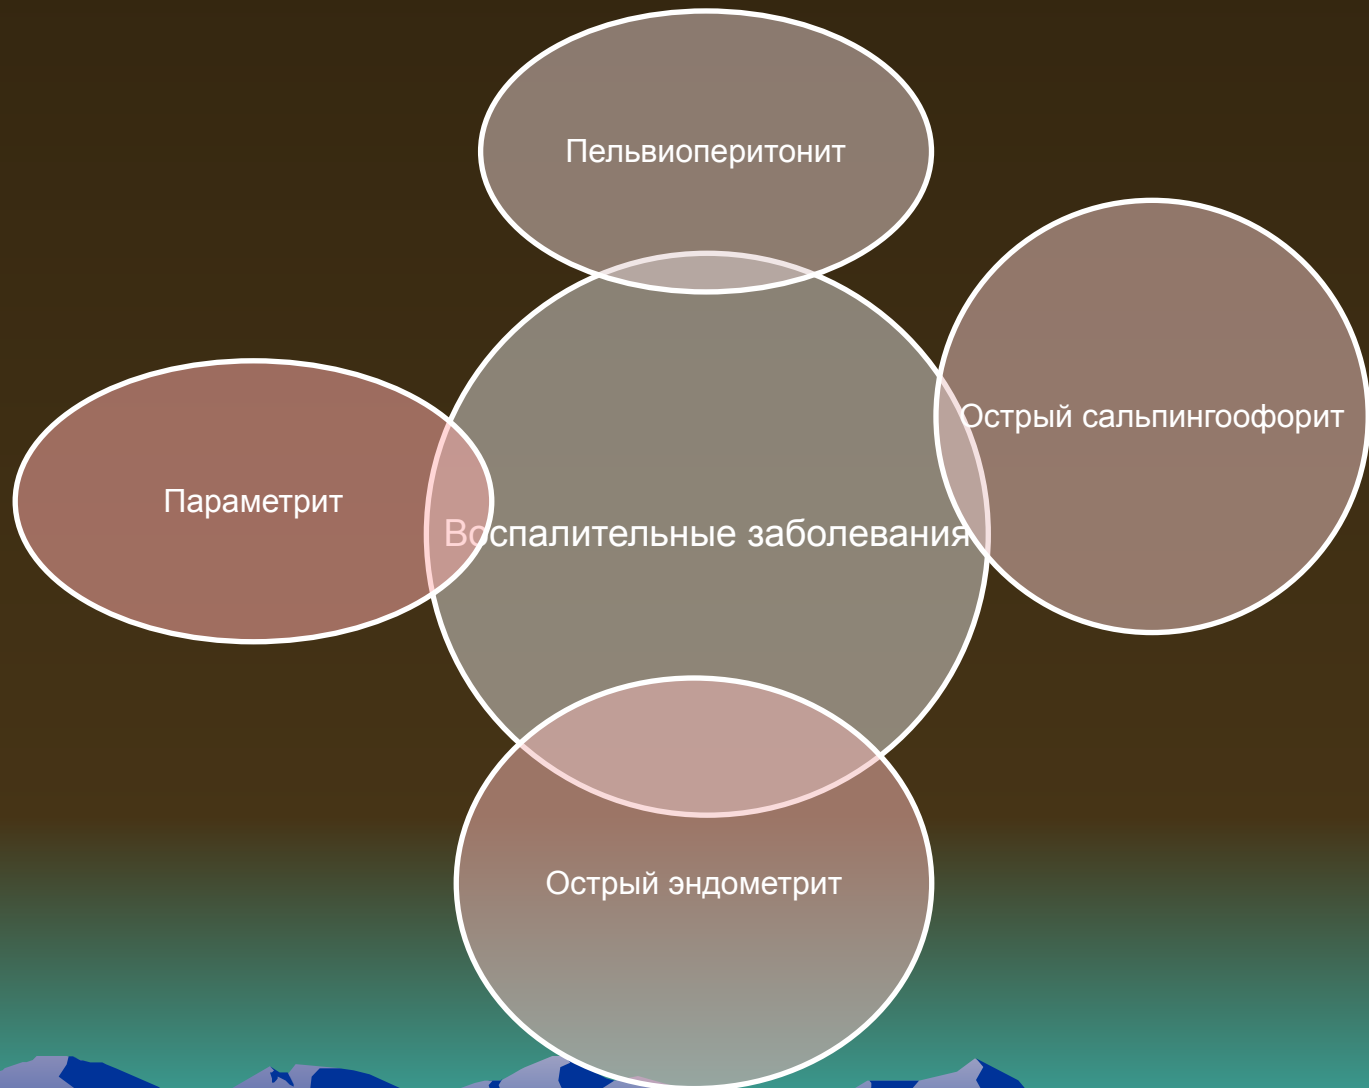 Пельвиоперитонит
Острый сальпингоофорит
Параметрит
Воспалительные заболевания
Острый эндометрит